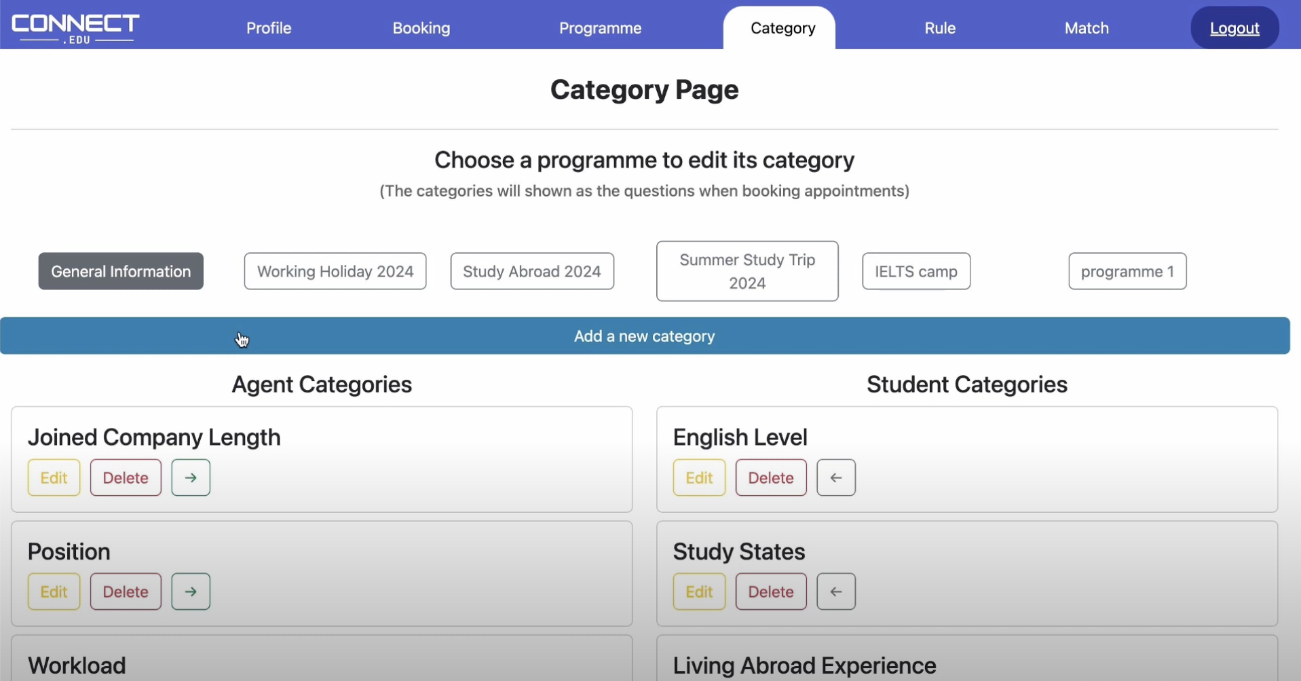 CONNECT
.EDU
Profile
Booking
Programme
Category
Rule
Match
Logout
Category Page
Choose a programme to edit its category
(The categories will shown as the questions when booking appointments)
General Information
Working Holiday 2024
Study Abroad 2024
Summer Study Trip
2024
IELTS camp
programme 1
Add a new category
Agent Categories
Joined Company Length
Edit
Delete
→
Position
Edit
Delete
→
Workload
Student Categories
English Level
Edit
Delete
←
Study States
Edit
Delete
←
Living Abroad Experience